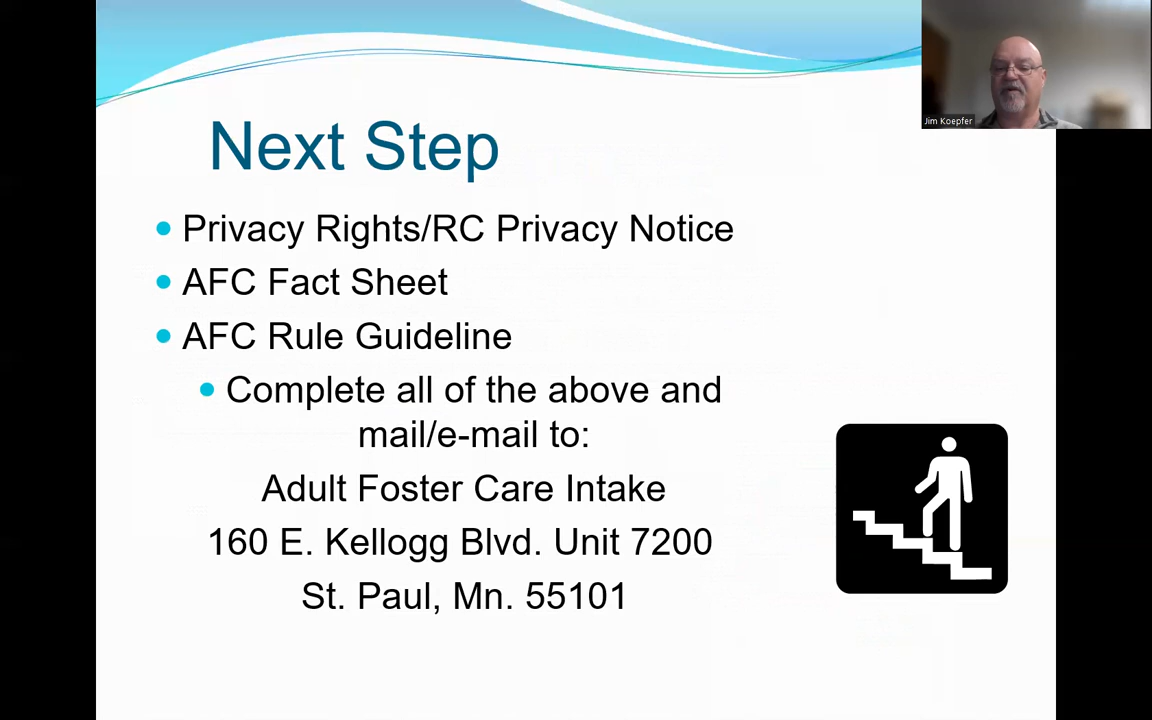 Jim Koepfer
Next Step
Privacy Rights/RC Privacy Notice
AFC Fact Sheet
AFC Rule Guideline
Complete all of the above and
mail/e-mail to:
Adult Foster Care Intake
160 E. Kellogg Blvd. Unit 7200
St. Paul, Mn. 55101